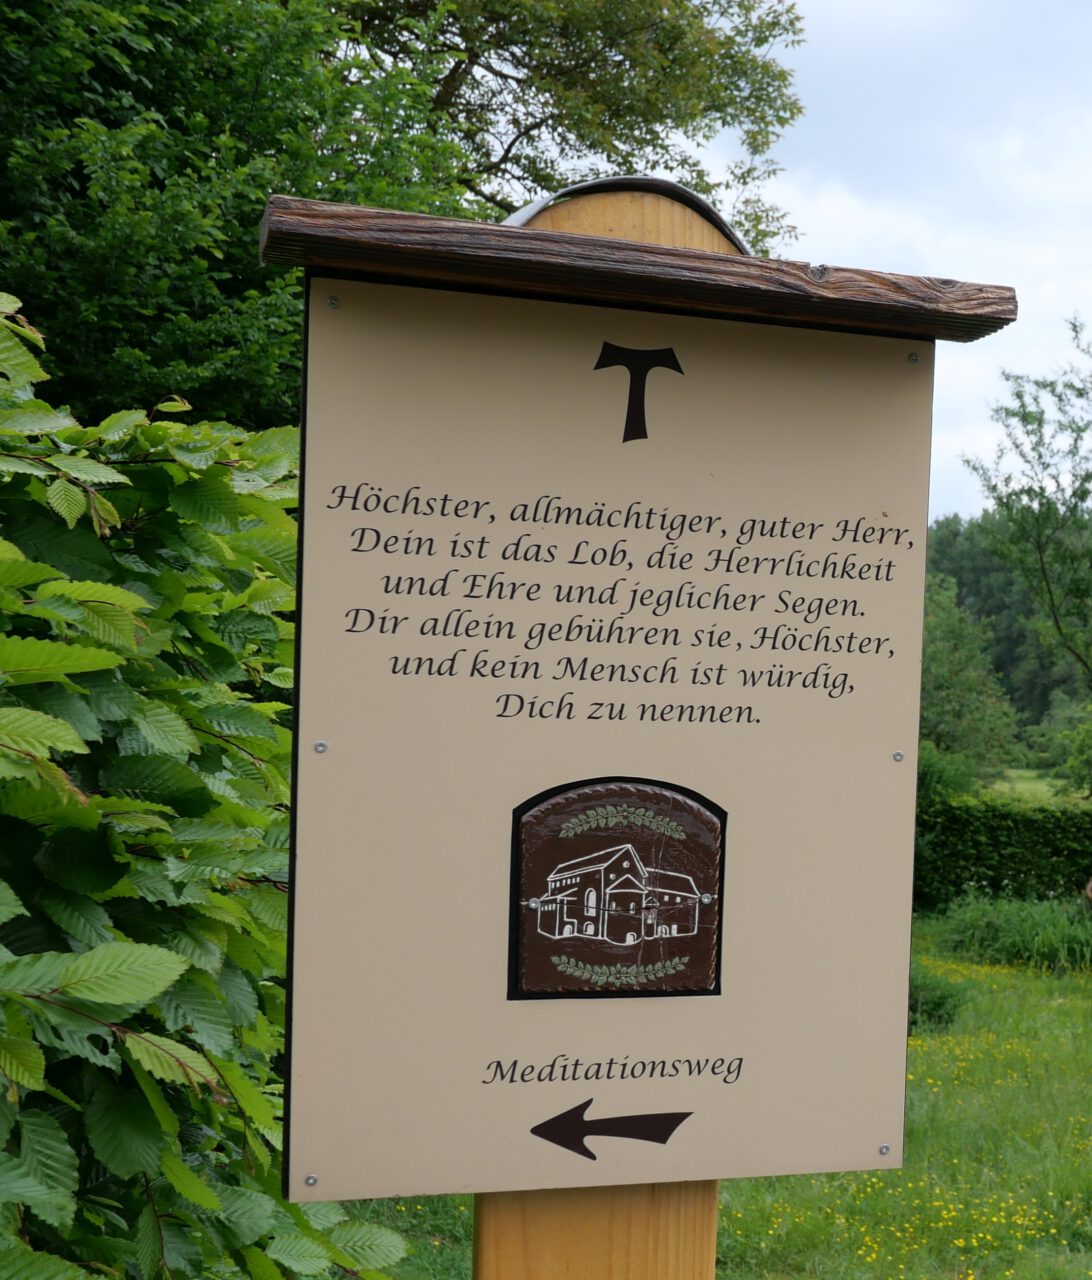 Höchster, allmächtiger, guter Herr,
Dein ist das Lob, die Herrlichkeit
und Ehre und jeglicher Segen.
Dir allein gebühren sie, Höchster,
und kein Mensch ist würdig,
Dich zu nennen.
Meditationsweg